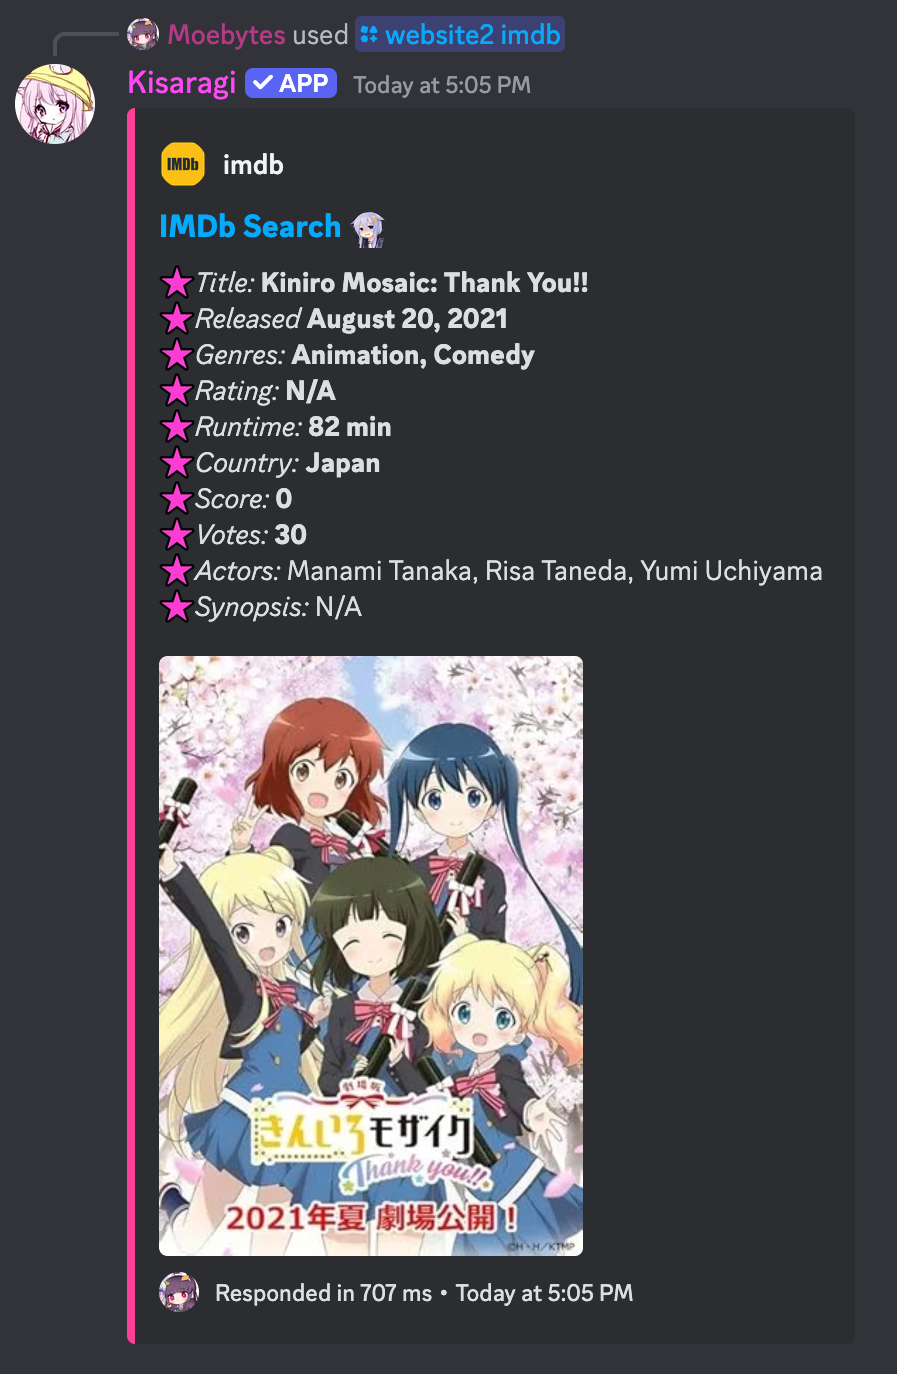 Moebytes used website2 imdb
Kisaragi APP Today at 5:05 PM
IMDb imdb
IMDb Search
Title: Kiniro Mosaic: Thank You!!
Released August 20, 2021
Genres: Animation, Comedy
Rating: N/A
Runtime: 82 min
Country: Japan
Score: 0
Votes: 30
Actors: Manami Tanaka, Risa Taneda, Yumi Uchiyama
Synopsis: N/A
劇場版
きんいろモザイク
Thank you!!
2021年夏 劇場公開！
©H・H/KTMP
Responded in 707 ms • Today at 5:05 PM